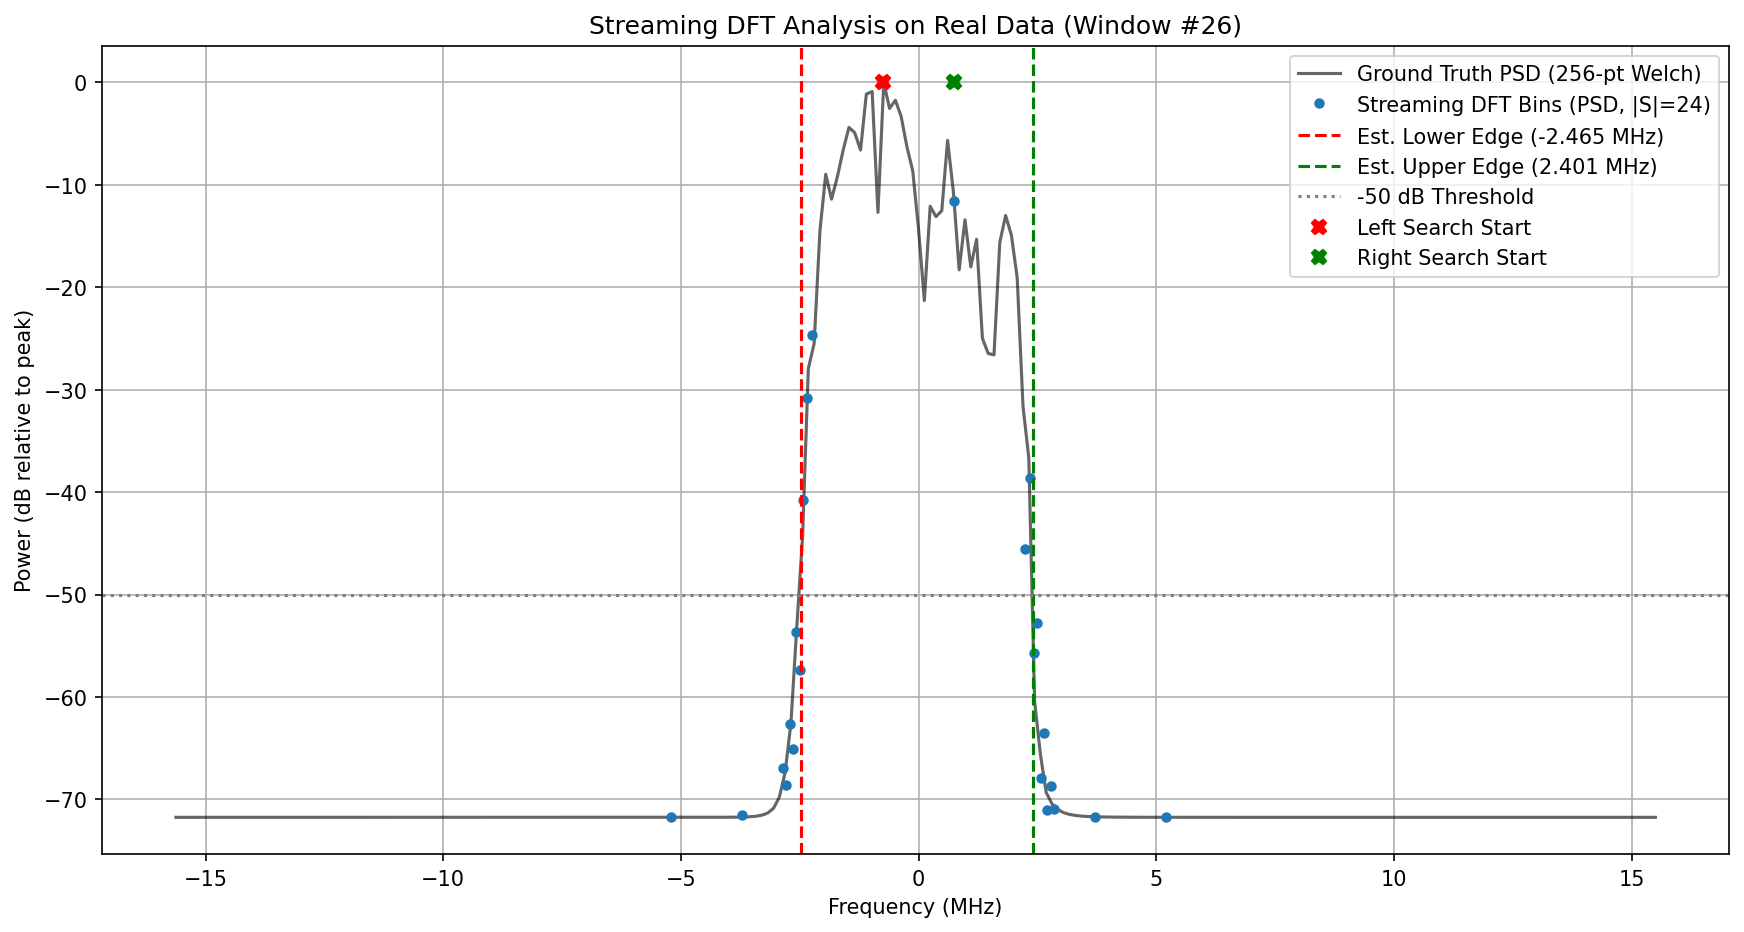 Streaming DFT Analysis on Real Data (Window #26)
Ground Truth PSD (256-pt Welch)
Streaming DFT Bins (PSD, |S|=24)
Est. Lower Edge (-2.465 MHz)
Est. Upper Edge (2.401 MHz)
-50 dB Threshold
Left Search Start
Right Search Start
Power (dB relative to peak)
0
−10
−20
−30
−40
−50
−60
−70
−15 −10 −5 0 5 10 15
Frequency (MHz)